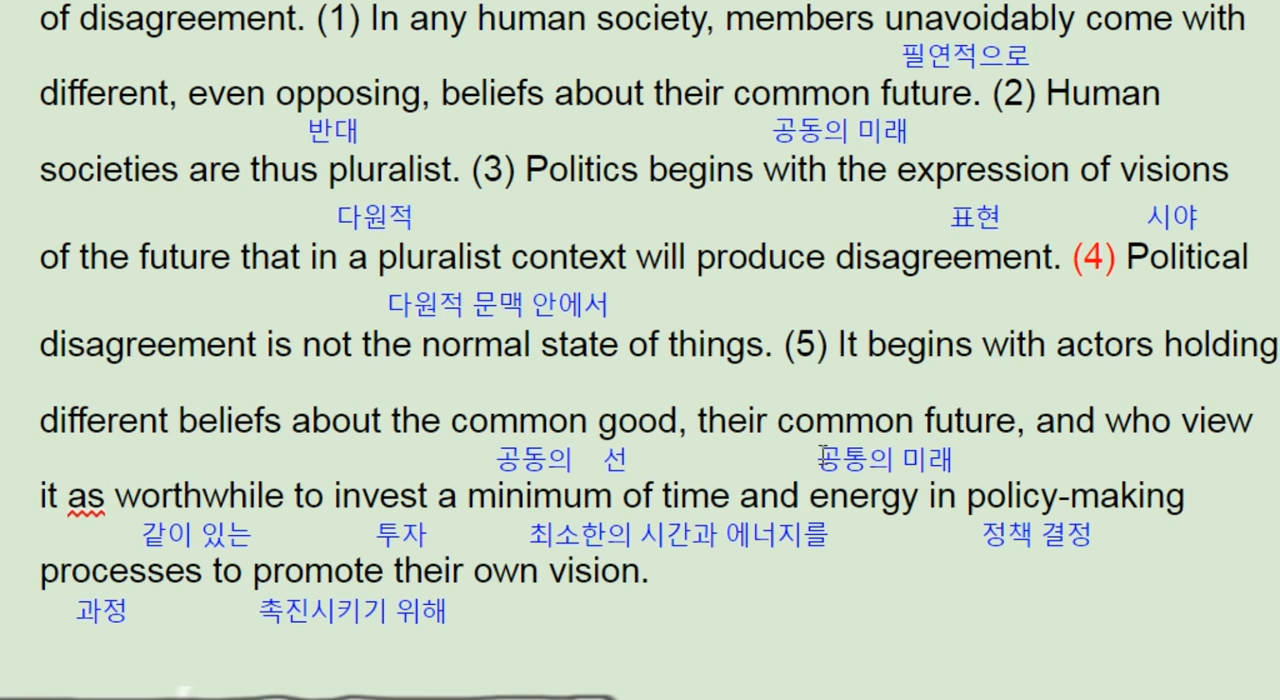 of disagreement. (1) In any human society, members unavoidably come with
필연적으로
different, even opposing, beliefs about their common future. (2) Human
반대 공동의 미래
societies are thus pluralist. (3) Politics begins with the expression of visions
다원적 표현 시야
of the future that in a pluralist context will produce disagreement. (4) Political
다원적 문맥 안에서
disagreement is not the normal state of things. (5) It begins with actors holding
different beliefs about the common good, their common future, and who view
공동의 선 공통의 미래
it as worthwhile to invest a minimum of time and energy in policy-making
같이 있는 투자 최소한의 시간과 에너지를 정책 결정
processes to promote their own vision.
과정 촉진시키기 위해